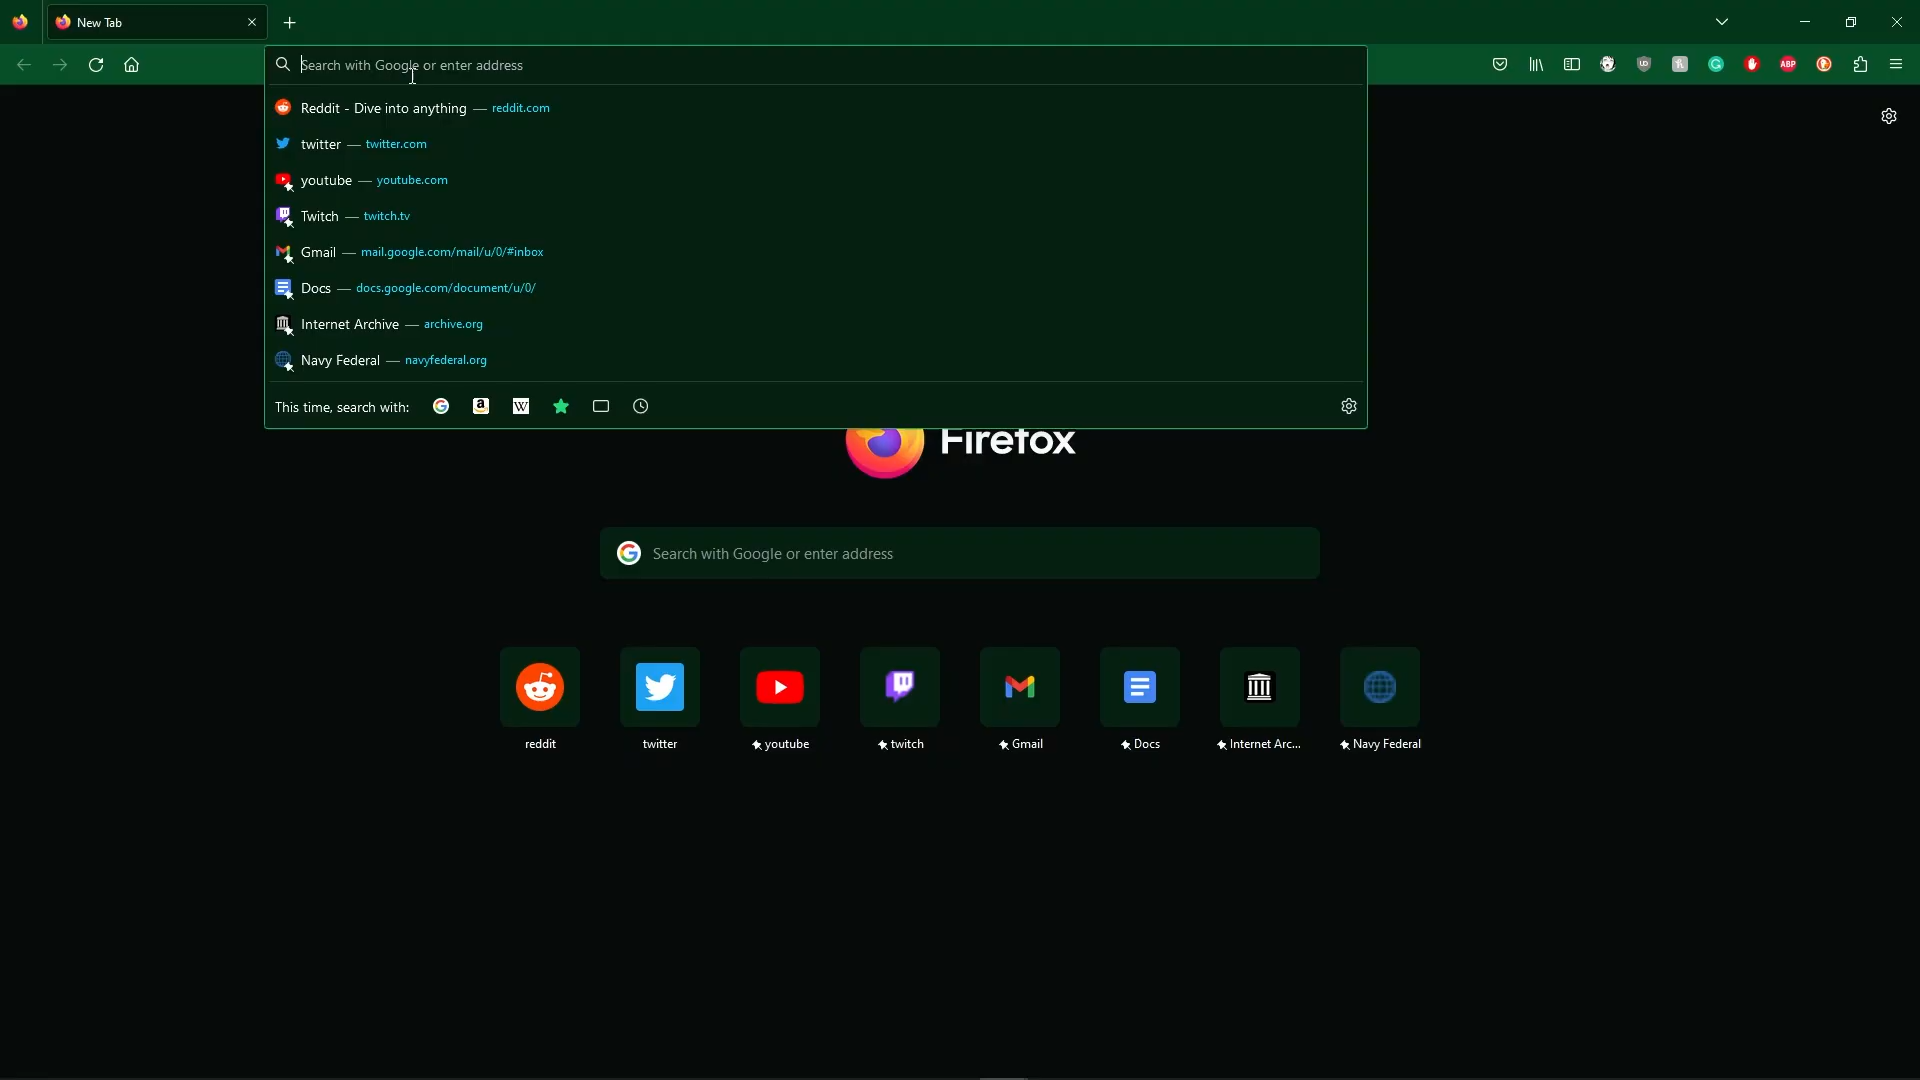 New Tab
Search with Google or enter address
Reddit - Dive into anything — reddit.com
twitter — twitter.com
youtube — youtube.com
Twitch — twitch.tv
Gmail — mail.google.com/mail/u/0/#inbox
Docs — docs.google.com/document/u/0/
Internet Archive — archive.org
Navy Federal — navyfederal.org
This time, search with:
Firefox
Search with Google or enter address
reddit twitter youtube twitch Gmail Docs Internet Arc... Navy Federal